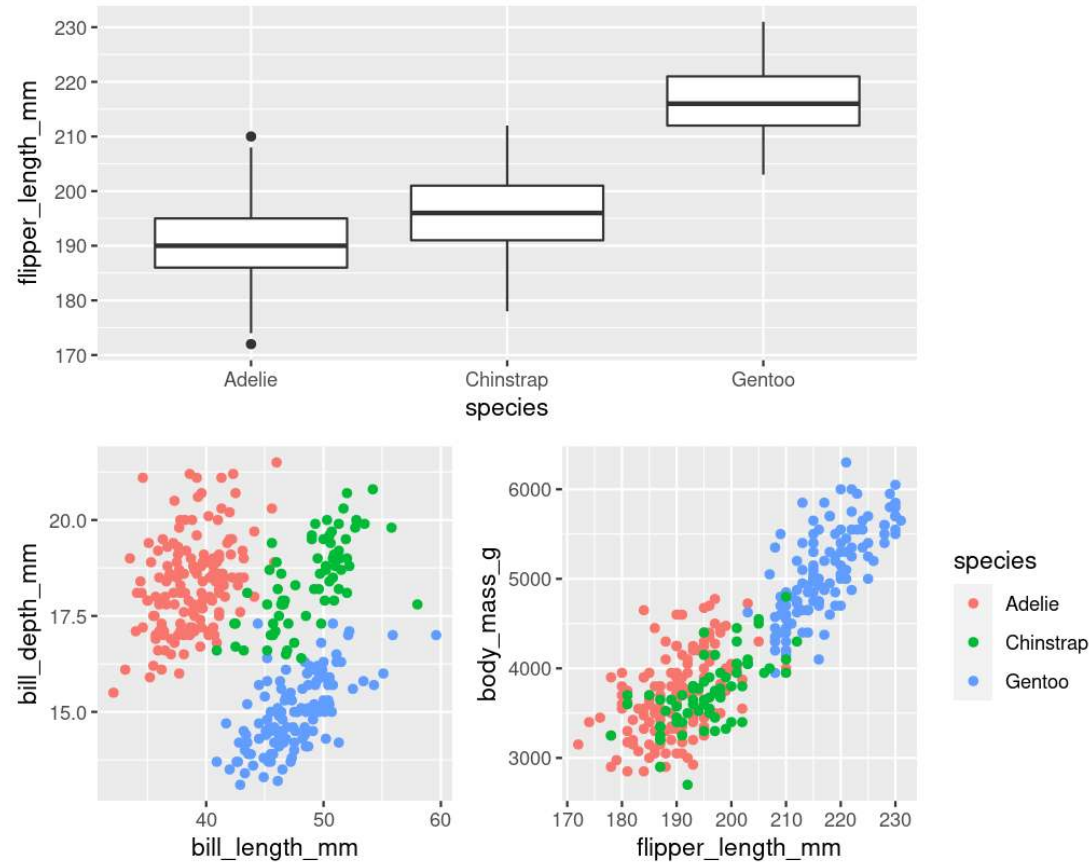 230
220
210
200
190
180
170
flipper_length_mm
Adelie Chinstrap Gentoo
species
20.0
17.5
15.0
bill_depth_mm
40 50 60
bill_length_mm
6000
5000
4000
3000
body_mass_g
170 180 190 200 210 220 230
flipper_length_mm
species
Adelie
Chinstrap
Gentoo